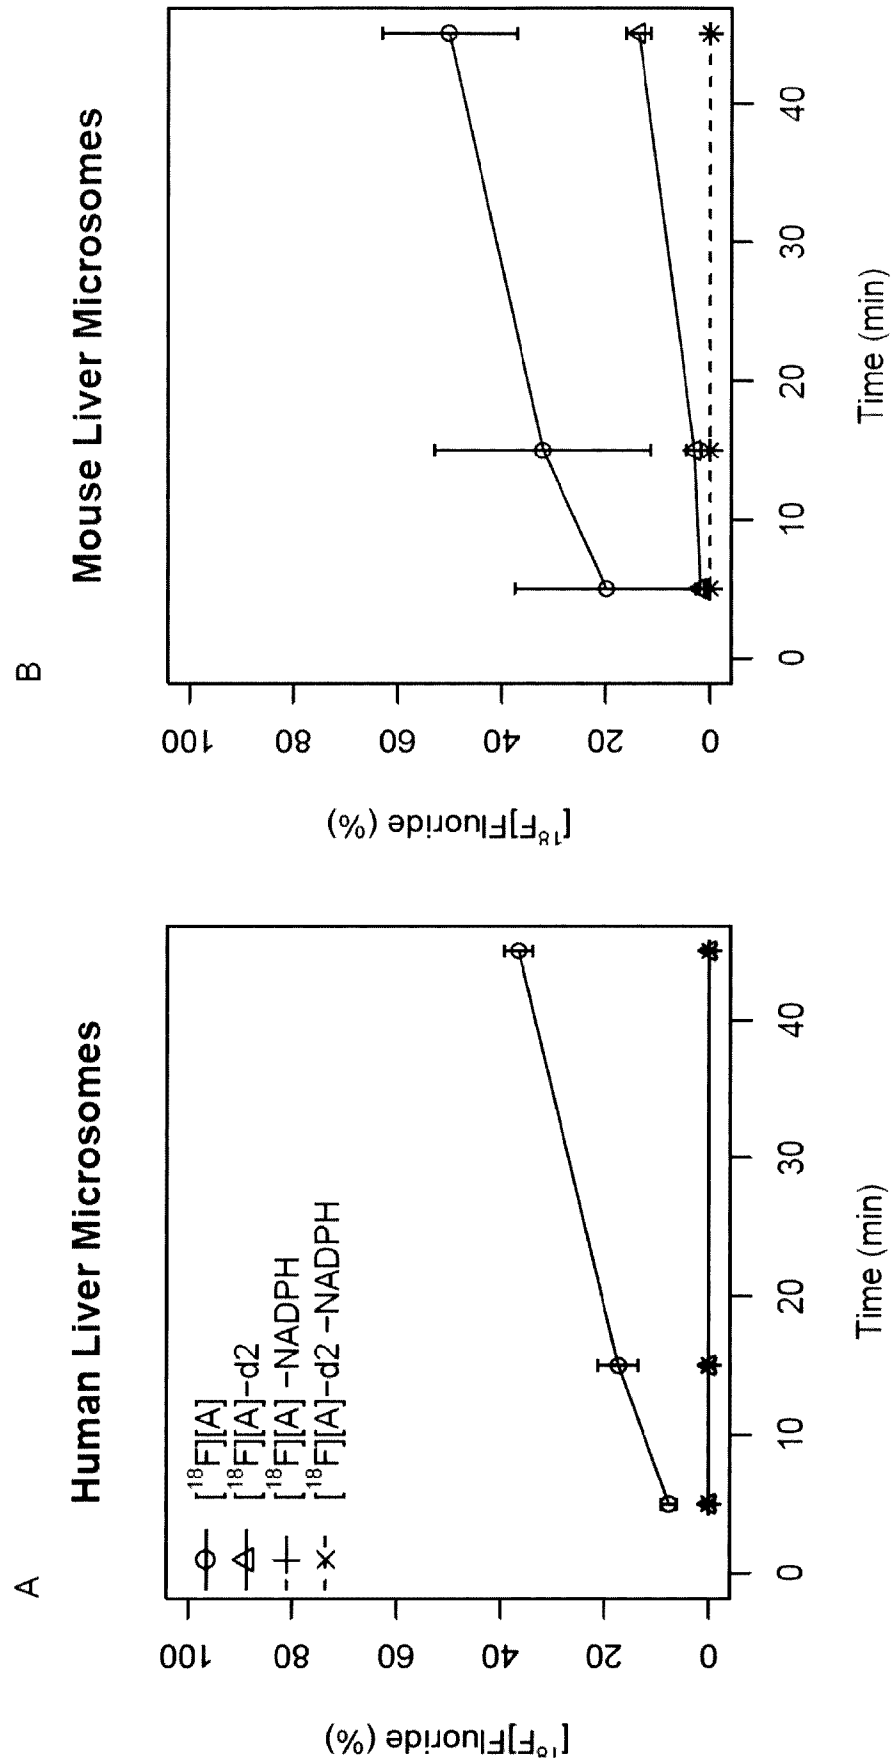 A
Human Liver Microsomes
[¹⁸F]Fluoride (%)
100
80
60
40
20
0
[¹⁸F][A]
[¹⁸F][A]–d2
[¹⁸F][A] –NADPH
[¹⁸F][A]–d2 –NADPH
0 10 20 30 40
Time (min)
B
Mouse Liver Microsomes
[¹⁸F]Fluoride (%)
100
80
60
40
20
0
0 10 20 30 40
Time (min)